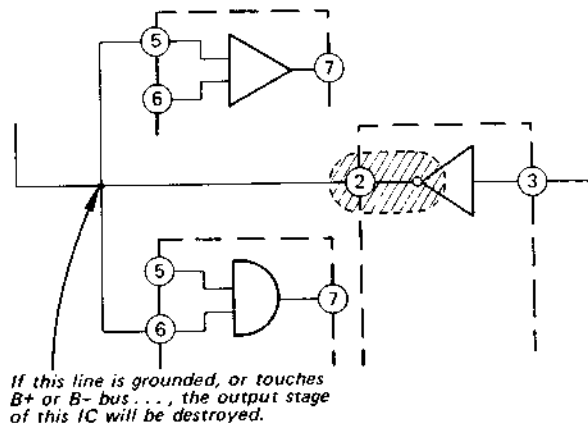 5
7
6
2
3
5
7
6
If this line is grounded, or touches
B+ or B- bus . . . , the output stage
of this IC will be destroyed.